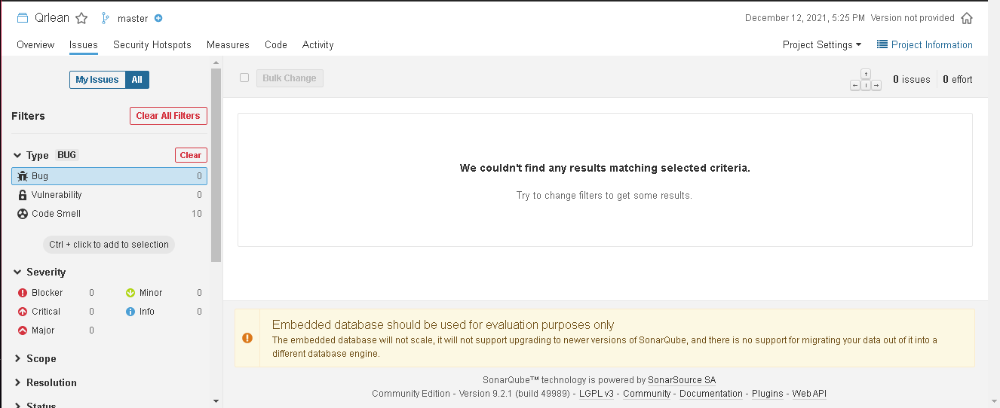 Qrlean master December 12, 2021, 5:25 PM Version not provided
Overview Issues Security Hotspots Measures Code Activity Project Settings Project Information
My Issues All
Bulk Change 0 issues 0 effort
Filters Clear All Filters
Type BUG Clear
Bug 0
Vulnerability 0
Code Smell 10
Ctrl + click to add to selection
Severity
Blocker 0 Minor 0
Critical 0 Info 0
Major 0
Scope
Resolution
Status
We couldn't find any results matching selected criteria.
Try to change filters to get some results.
Embedded database should be used for evaluation purposes only
The embedded database will not scale, it will not support upgrading to newer versions of SonarQube, and there is no support for migrating your data out of it into a
different database engine.
SonarQube™ technology is powered by SonarSource SA
Community Edition - Version 9.2.1 (build 49989) - LGPL v3 - Community - Documentation - Plugins - Web API